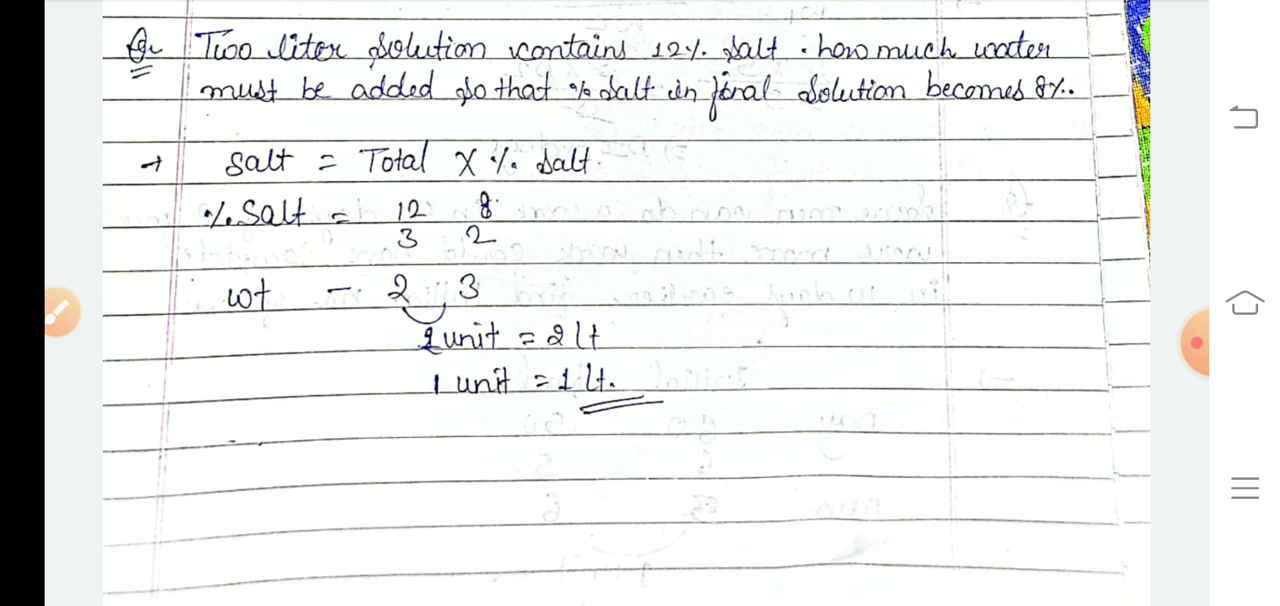 Q. Two liter solution contains 12% salt. how much water
must be added so that % salt in final solution becomes 8%.
→ Salt = Total X % salt.
% Salt = 12 8
3 2
wt - 2, 3
2 unit = 2 lt
1 unit = 1 lt.